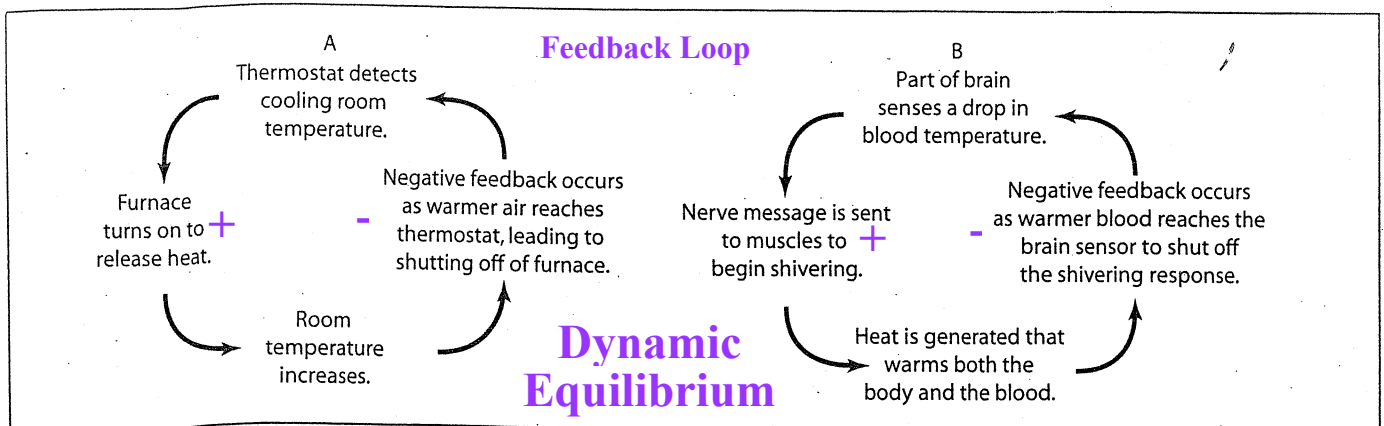 Feedback Loop
A
Thermostat detects
cooling room
temperature.
Furnace
turns on to
release heat.
+
Room
temperature
increases.
-
Negative feedback occurs
as warmer air reaches
thermostat, leading to
shutting off of furnace.
B
Part of brain
senses a drop in
blood temperature.
Nerve message is sent
to muscles to
begin shivering.
+
Heat is generated that
warms both the
body and the blood.
-
Negative feedback occurs
as warmer blood reaches the
brain sensor to shut off
the shivering response.
Dynamic
Equilibrium